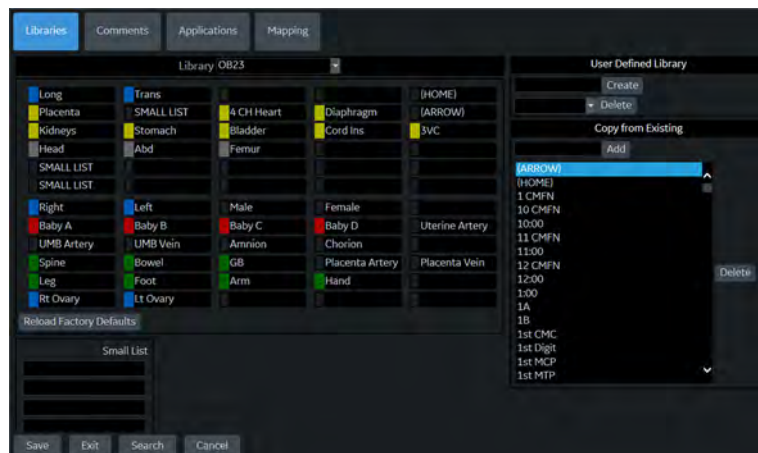 Libraries Comments Applications Mapping
Library OB23
Long Trans (HOME)
Placenta SMALL LIST 4 CH Heart Diaphragm (ARROW)
Kidneys Stomach Bladder Cord Ins 3VC
Head Abd Femur
SMALL LIST
SMALL LIST
Right Left Male Female
Baby A Baby B Baby C Baby D Uterine Artery
UMB Artery UMB Vein Amnion Chorion
Spine Bowel GB Placenta Artery Placenta Vein
Leg Foot Arm Hand
Rt Ovary Lt Ovary
Reload Factory Defaults
Small List
Save Exit Search Cancel
User Defined Library
Create
Delete
Copy from Existing
Add
(ARROW)
(HOME)
1 CMFN
10 CMFN
10:00
11 CMFN
11:00
12 CMFN
12:00
1:00
1A
1B
1st CMC
1st Digit
1st MCP
1st MTP
Delete